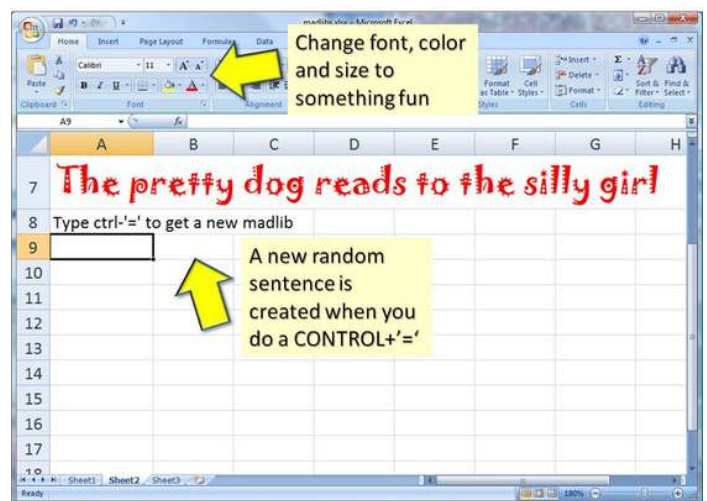 madlibs.xlsx - Microsoft Excel
Home Insert Page Layout Formulas Data
Change font, color
and size to
something fun
Paste
Calibri 11 A A
B I U A
Format as Table Cell Styles
Insert
Delete
Format
Sort & Filter Find & Select
Clipboard Font Alignment Styles Cells Editing
A9 fx
A B C D E F G H
7 The pretty dog reads to the silly girl
8 Type ctrl-'=' to get a new madlib
9
A new random
10
sentence is
11
created when you
12
do a CONTROL+'='
13
14
15
16
17
18
Sheet1 Sheet2 Sheet3
Ready 180%